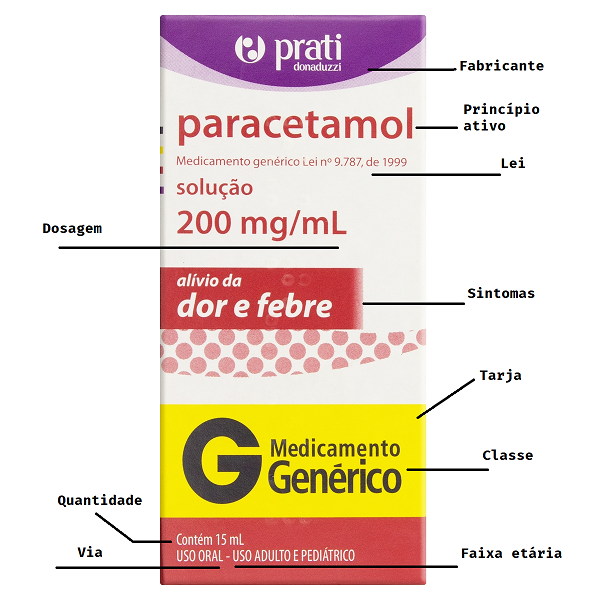 prati
donaduzzi
Fabricante
paracetamol
Princípio
ativo
Medicamento genérico Lei nº 9.787, de 1999
Lei
solução
200 mg/mL
Dosagem
alívio da
dor e febre
Sintomas
Tarja
G Medicamento
Genérico
Classe
Quantidade
Contém 15 mL
Via
USO ORAL - USO ADULTO E PEDIÁTRICO
Faixa etária